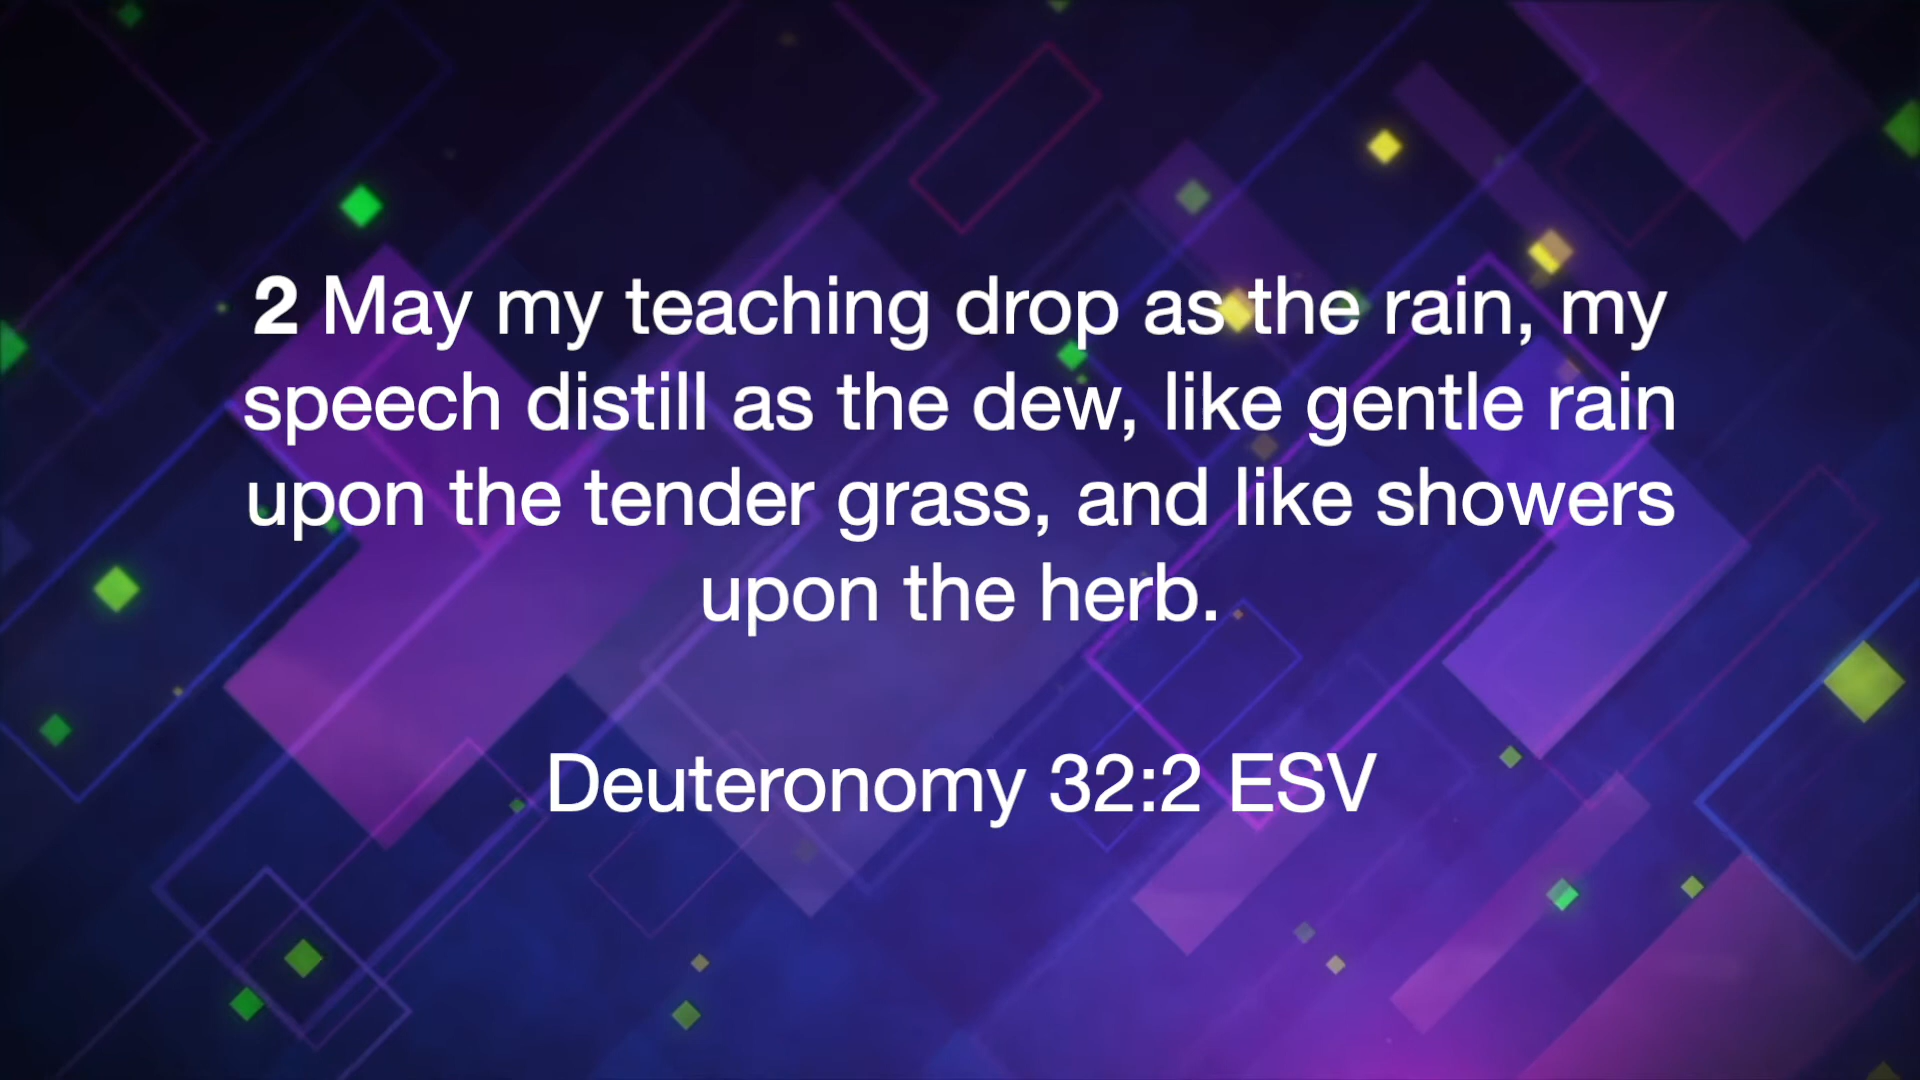 2 May my teaching drop as the rain, my
speech distill as the dew, like gentle rain
upon the tender grass, and like showers
upon the herb.
Deuteronomy 32:2 ESV